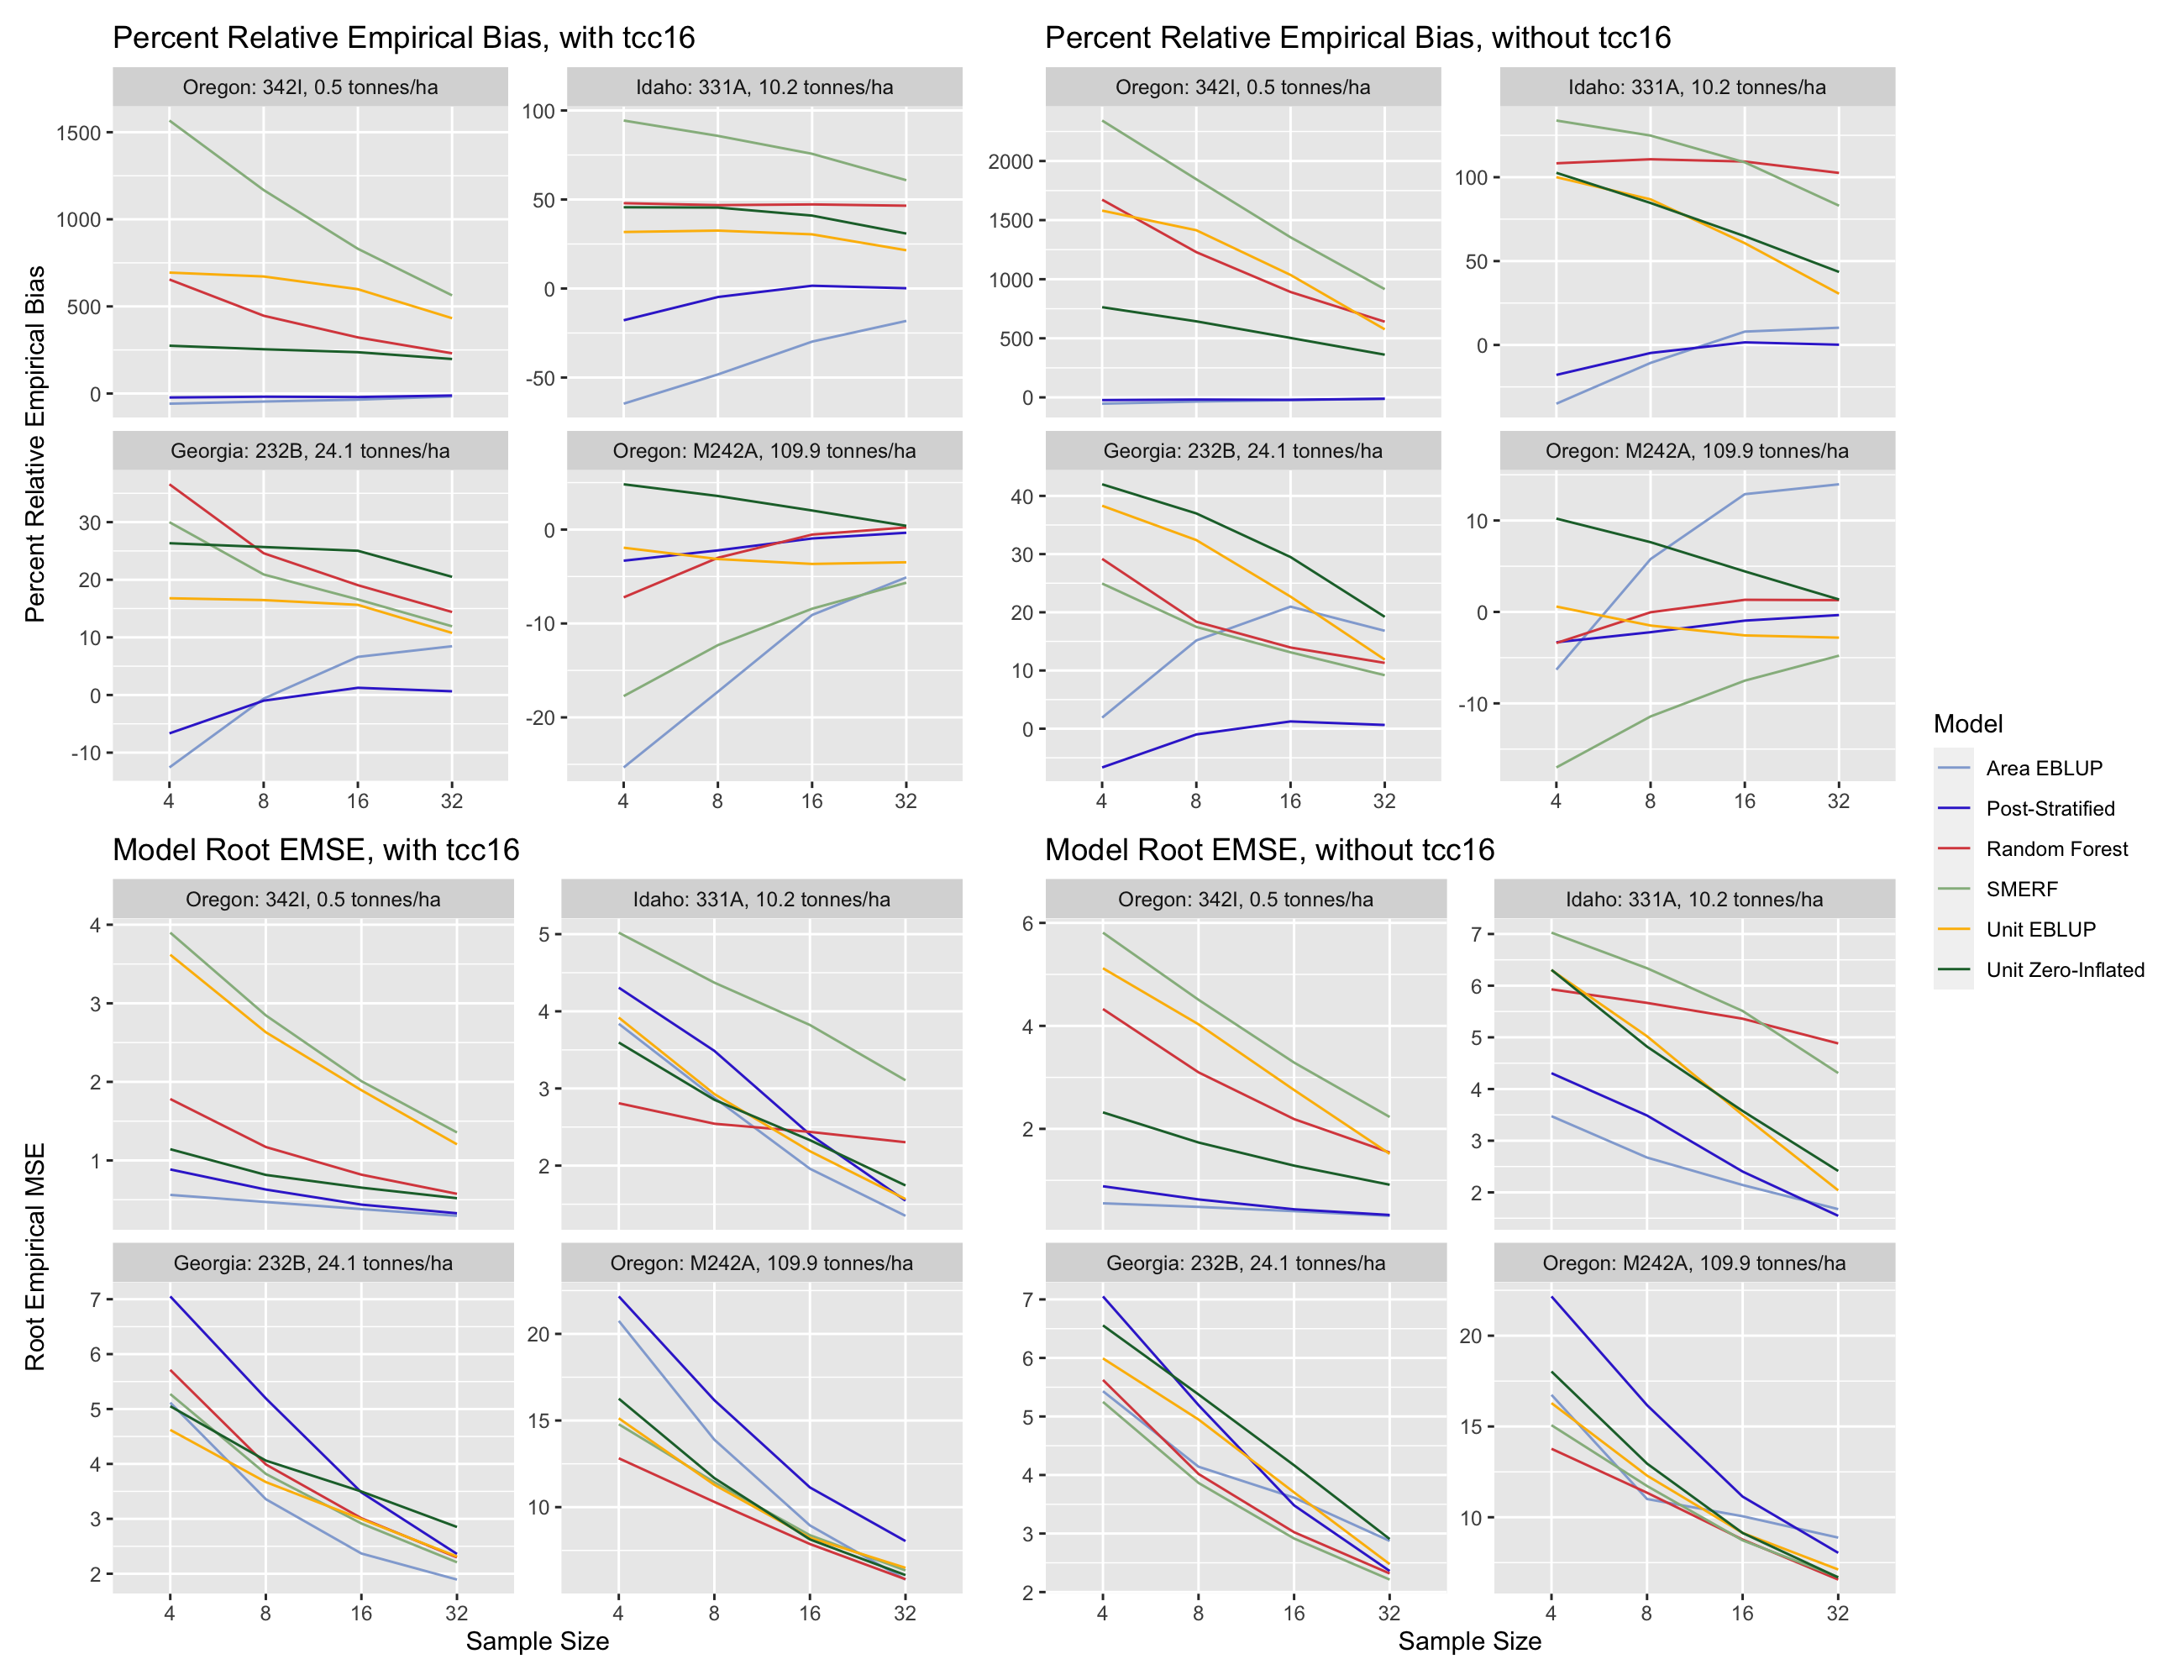 Percent Relative Empirical Bias, with tcc16
Percent Relative Empirical Bias
Oregon: 342I, 0.5 tonnes/ha
1500
1000
500
0
Idaho: 331A, 10.2 tonnes/ha
100
50
0
-50
Georgia: 232B, 24.1 tonnes/ha
30
20
10
0
-10
4 8 16 32
Oregon: M242A, 109.9 tonnes/ha
0
-10
-20
4 8 16 32
Percent Relative Empirical Bias, without tcc16
Oregon: 342I, 0.5 tonnes/ha
2000
1500
1000
500
0
Idaho: 331A, 10.2 tonnes/ha
100
50
0
Georgia: 232B, 24.1 tonnes/ha
40
30
20
10
0
4 8 16 32
Oregon: M242A, 109.9 tonnes/ha
10
0
-10
4 8 16 32
Model Root EMSE, with tcc16
Root Empirical MSE
Oregon: 342I, 0.5 tonnes/ha
4
3
2
1
Idaho: 331A, 10.2 tonnes/ha
5
4
3
2
Georgia: 232B, 24.1 tonnes/ha
7
6
5
4
3
2
4 8 16 32
Oregon: M242A, 109.9 tonnes/ha
20
15
10
4 8 16 32
Sample Size
Model Root EMSE, without tcc16
Oregon: 342I, 0.5 tonnes/ha
6
4
2
Idaho: 331A, 10.2 tonnes/ha
7
6
5
4
3
2
Georgia: 232B, 24.1 tonnes/ha
7
6
5
4
3
2
4 8 16 32
Oregon: M242A, 109.9 tonnes/ha
20
15
10
4 8 16 32
Sample Size
Model
Area EBLUP
Post-Stratified
Random Forest
SMERF
Unit EBLUP
Unit Zero-Inflated